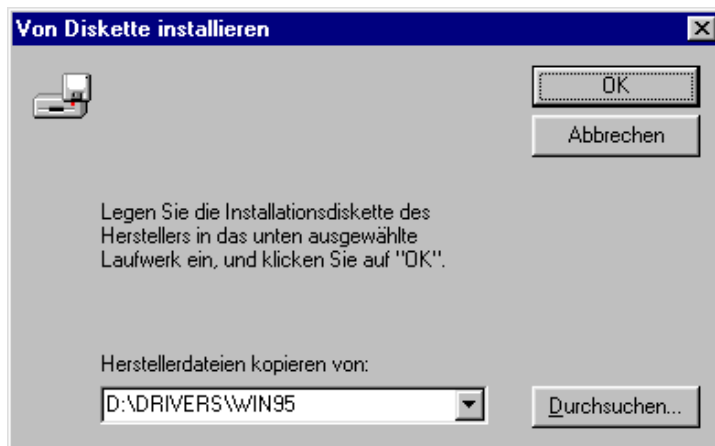 Von Diskette installieren
OK
Abbrechen
Legen Sie die Installationsdiskette des
Herstellers in das unten ausgewählte
Laufwerk ein, und klicken Sie auf "OK".
Herstellerdateien kopieren von:
D:\DRIVERS\WIN95
Durchsuchen...